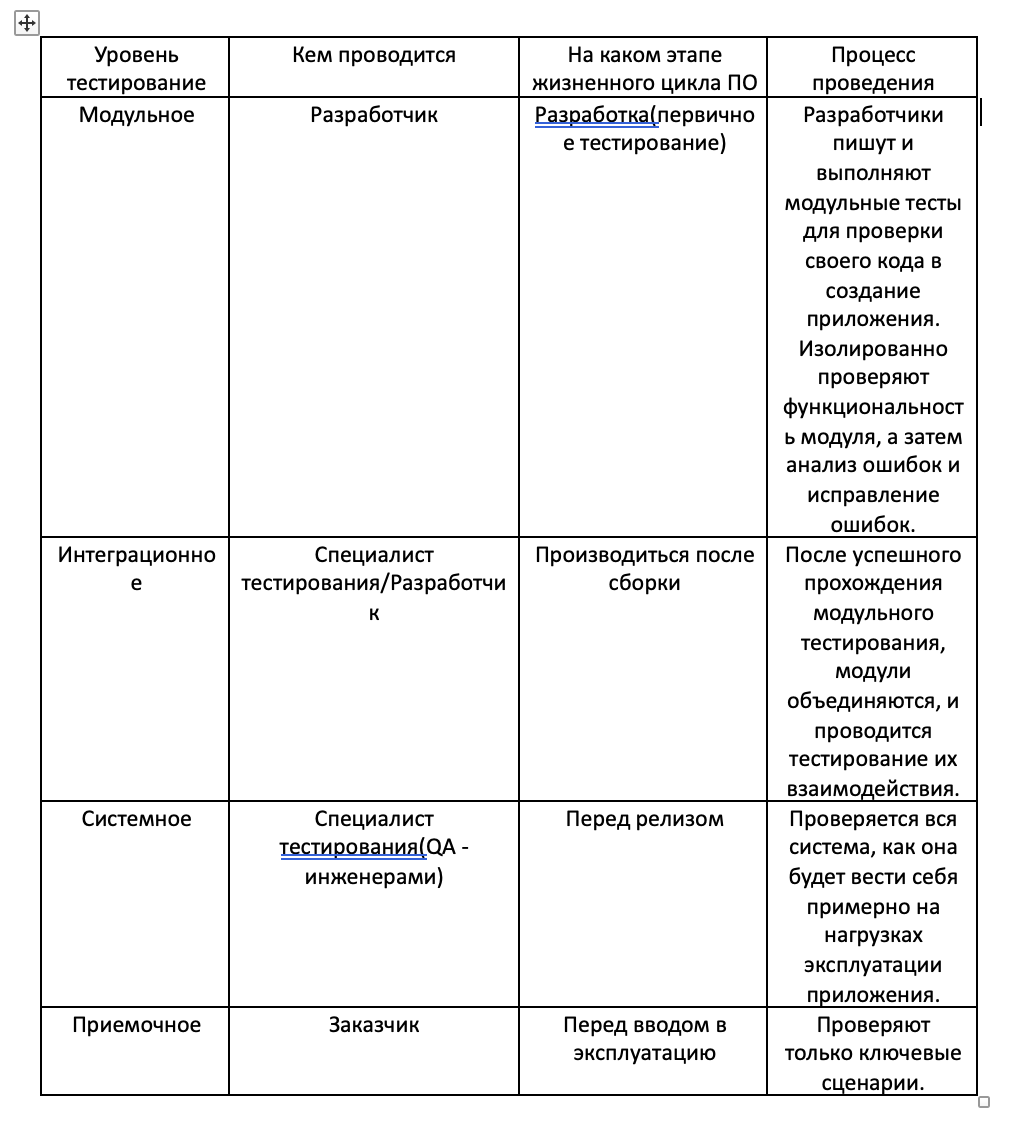 Уровень
тестирование
Кем проводится
На каком этапе
жизненного цикла ПО
Процесс
проведения
Модульное
Разработчик
Разработка(первично
е тестирование)
Разработчики
пишут и
выполняют
модульные тесты
для проверки
своего кода в
создание
приложения.
Изолированно
проверяют
функциональност
ь модуля, а затем
анализ ошибок и
исправление
ошибок.
Интеграционно
е
Специалист
тестирования/Разработчи
к
Производиться после
сборки
После успешного
прохождения
модульного
тестирования,
модули
объединяются, и
проводится
тестирование их
взаимодействия.
Системное
Специалист
тестирования(QA -
инженерами)
Перед релизом
Проверяется вся
система, как она
будет вести себя
примерно на
нагрузках
эксплуатации
приложения.
Приемочное
Заказчик
Перед вводом в
эксплуатацию
Проверяют
только ключевые
сценарии.